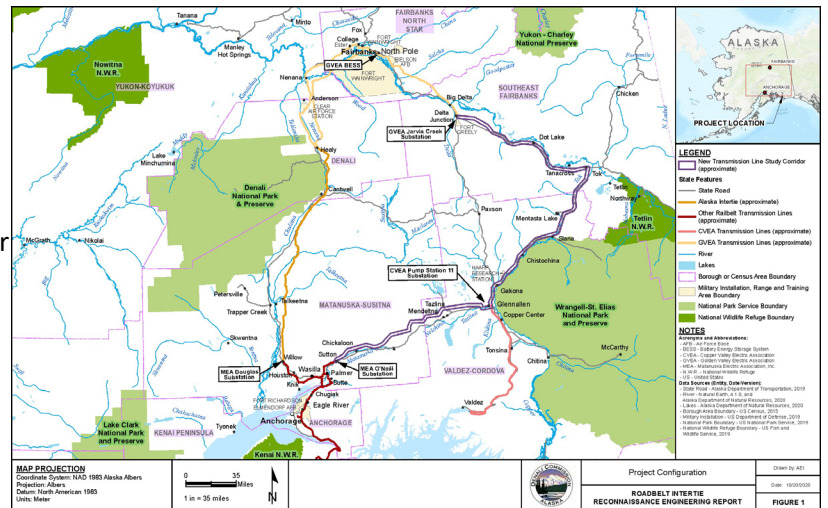 Tanana
Minto
Manley
Hot Springs
Nowitna
N.W.R.
YUKON-KOYUKUK
FAIRBANKS
NORTH
STAR
Fox
College
Ester
Fairbanks
North Pole
GVEA BESS
EIELSON
AFB
FORT
WAINWRIGHT
Nenana
Salcha
Goodpaster
Yukon - Charley
National Preserve
SOUTHEAST
FAIRBANKS
Chicken
Anderson
CLEAR
AIR FORCE
STATION
Big Delta
Delta
Junction
FORT
GREELY
GVEA Jarvis Creek
Substation
Dot Lake
Tanacross
Tok
Tetlin
Northway
Tetlin
N.W.R.
Healy
DENALI
Lake
Minchumina
Denali
National Park
& Preserve
Cantwell
Paxson
Mentasta Lake
Slana
Chistochina
McGrath
Nikolai
r
CVEA Pump Station 11
Substation
HAARP
RESEARCH
STATION
Gakona
Glennallen
Copper Center
Wrangell-St. Elias
National Park
and Preserve
Petersville
Trapper Creek
Talkeetna
Talkeetna
MATANUSKA-SUSITNA
Tazlina
Mendeltna
Tazlina
McCarthy
Tonsina
Chitina
VALDEZ-CORDOVA
Valdez
Skwentna
Willow
Chickaloon
Sutton
MEA Douglas
Substation
MEA O'Neill
Substation
Houston
Wasilla
Palmer
Knik
Butte
Chugiak
FORT RICHARDSON
ELMENDORF AFB
Eagle River
Anchorage
ANCHORAGE
Tyonek
Lake Clark
National Park
and Preserve
KENAI PENINSULA
Kenai N.W.R.
ALASKA
FAIRBANKS
ANCHORAGE
PROJECT LOCATION
LEGEND
New Transmission Line Study Corridor
(approximate)
State Features
State Road
Alaska Intertie (approximate)
Other Railbelt Transmission Lines
(approximate)
CVEA Transmission Lines (approximate)
GVEA Transmission Lines (approximate)
River
Lakes
Borough or Census Area Boundary
Military Installation, Range and Training
Area Boundary
National Park Service Boundary
National Wildlife Refuge Boundary
NOTES
Acronyms and Abbreviations:
- AFB - Air Force Base
- BESS - Battery Energy Storage System
- CVEA - Copper Valley Electric Association
- GVEA - Golden Valley Electric Association
- MEA - Matanuska Electric Association, Inc
- N.W.R. - National Wildlife Refuge
- US - United States
Data Sources (Entity, Date/Version):
- State Road - Alaska Department of Transportation, 2019
- River - Natural Earth, 4.1.0, and
Alaska Department of Natural Resources, 2020
- Lakes - Alaska Department of Natural Resources, 2020
- Borough Area Boundary - US Census, 2015
- Military Installation - US Department of Defense, 2019
- National Park Boundary - US National Park Service, 2019
- National Wildlife Refuge Boundary - US Fish and
Wildlife Service, 2019
MAP PROJECTION
Coordinate System: NAD 1983 Alaska Albers
Projection: Albers
Datum: North American 1983
Units: Meter
0 35
Miles
1 in = 35 miles
N
DENALI COMMISSION
ALASKA
Project Configuration
ROADBELT INTERTIE
RECONNAISSANCE ENGINEERING REPORT
Drawn by: AEI
Date: 10/20/2020
FIGURE 1